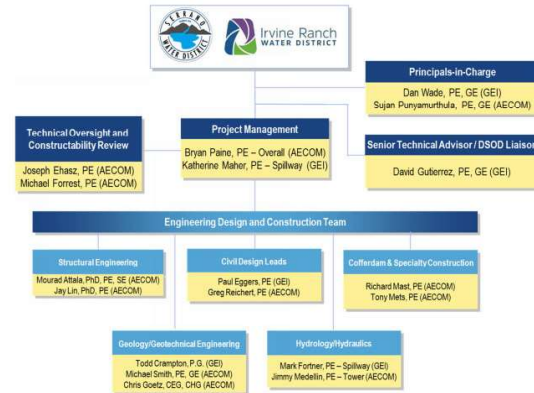 SERRANO
WATER DISTRICT
Irvine Ranch
WATER DISTRICT
Principals-in-Charge
Dan Wade, PE, GE (GEI)
Sujan Punyamurthula, PE, GE (AECOM)
Technical Oversight and
Constructability Review
Joseph Ehasz, PE (AECOM)
Michael Forrest, PE (AECOM)
Project Management
Bryan Paine, PE – Overall (AECOM)
Katherine Maher, PE – Spillway (GEI)
Senior Technical Advisor / DSOD Liaison
David Gutierrez, PE, GE (GEI)
Engineering Design and Construction Team
Structural Engineering
Mourad Attala, PhD, PE, SE (AECOM)
Jay Lin, PhD, PE (AECOM)
Civil Design Leads
Paul Eggers, PE (GEI)
Greg Reichert, PE (AECOM)
Cofferdam & Specialty Construction
Richard Mast, PE (AECOM)
Tony Mets, PE (AECOM)
Geology/Geotechnical Engineering
Todd Crampton, P.G. (GEI)
Michael Smith, PE, GE (AECOM)
Chris Goetz, CEG, CHG (AECOM)
Hydrology/Hydraulics
Mark Fortner, PE – Spillway (GEI)
Jimmy Medellin, PE – Tower (AECOM)